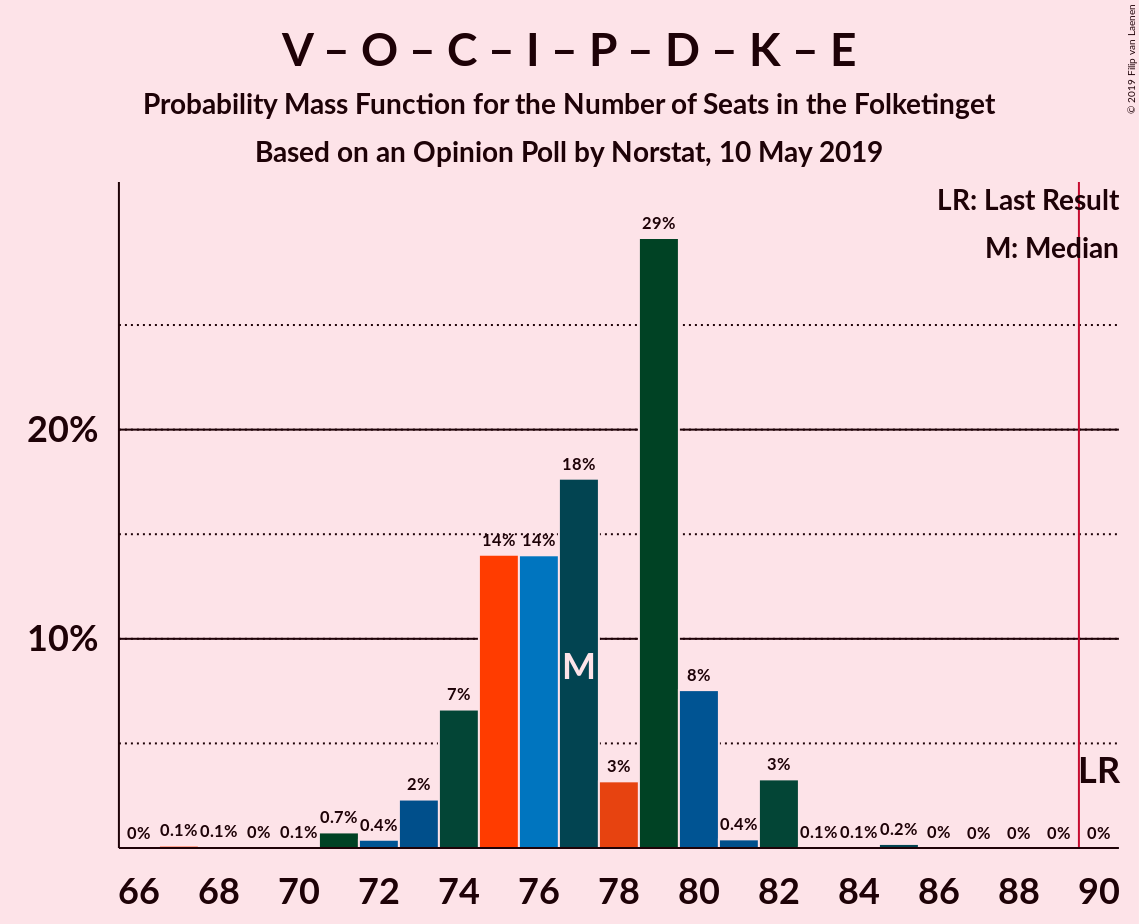 V – O – C – I – P – D – K – E
Probability Mass Function for the Number of Seats in the Folketinget
Based on an Opinion Poll by Norstat, 10 May 2019
© 2019 Filip van Laenen
LR: Last Result
M: Median
29%
20%
18%
14% 14%
10%
M
7%
8%
3%
3%
LR
2%
0% 0.1% 0.1% 0% 0.1% 0.7% 0.4% 0.4% 0.1% 0.1% 0.2% 0% 0% 0% 0% 0%
66 68 70 72 74 76 78 80 82 84 86 88 90